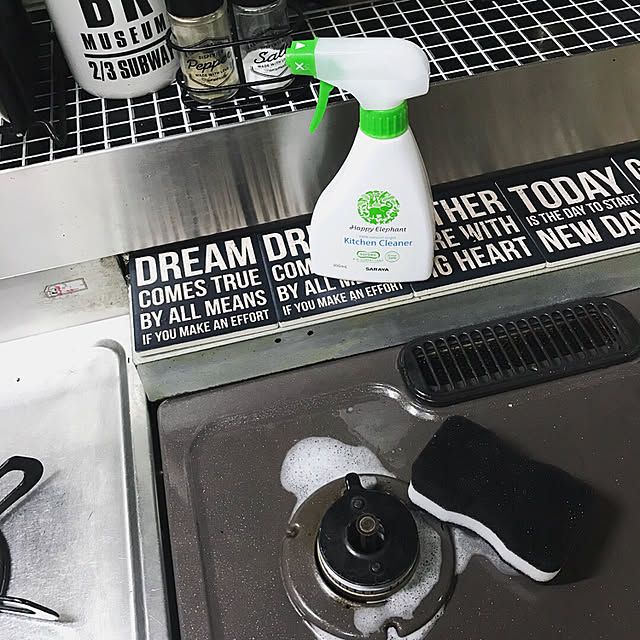 MUSEUM
2/3 SUBWAY
Pepper
Salt
Happy Elephant
Kitchen Cleaner
SARAYA
DREAM
COMES TRUE
BY ALL MEANS
IF YOU MAKE AN EFFORT
DR
COM
BY ALL M
IF YOU MAKE AN EFFORT
THER
RE WITH
G HEART
TODAY
IS THE DAY TO START
NEW DA